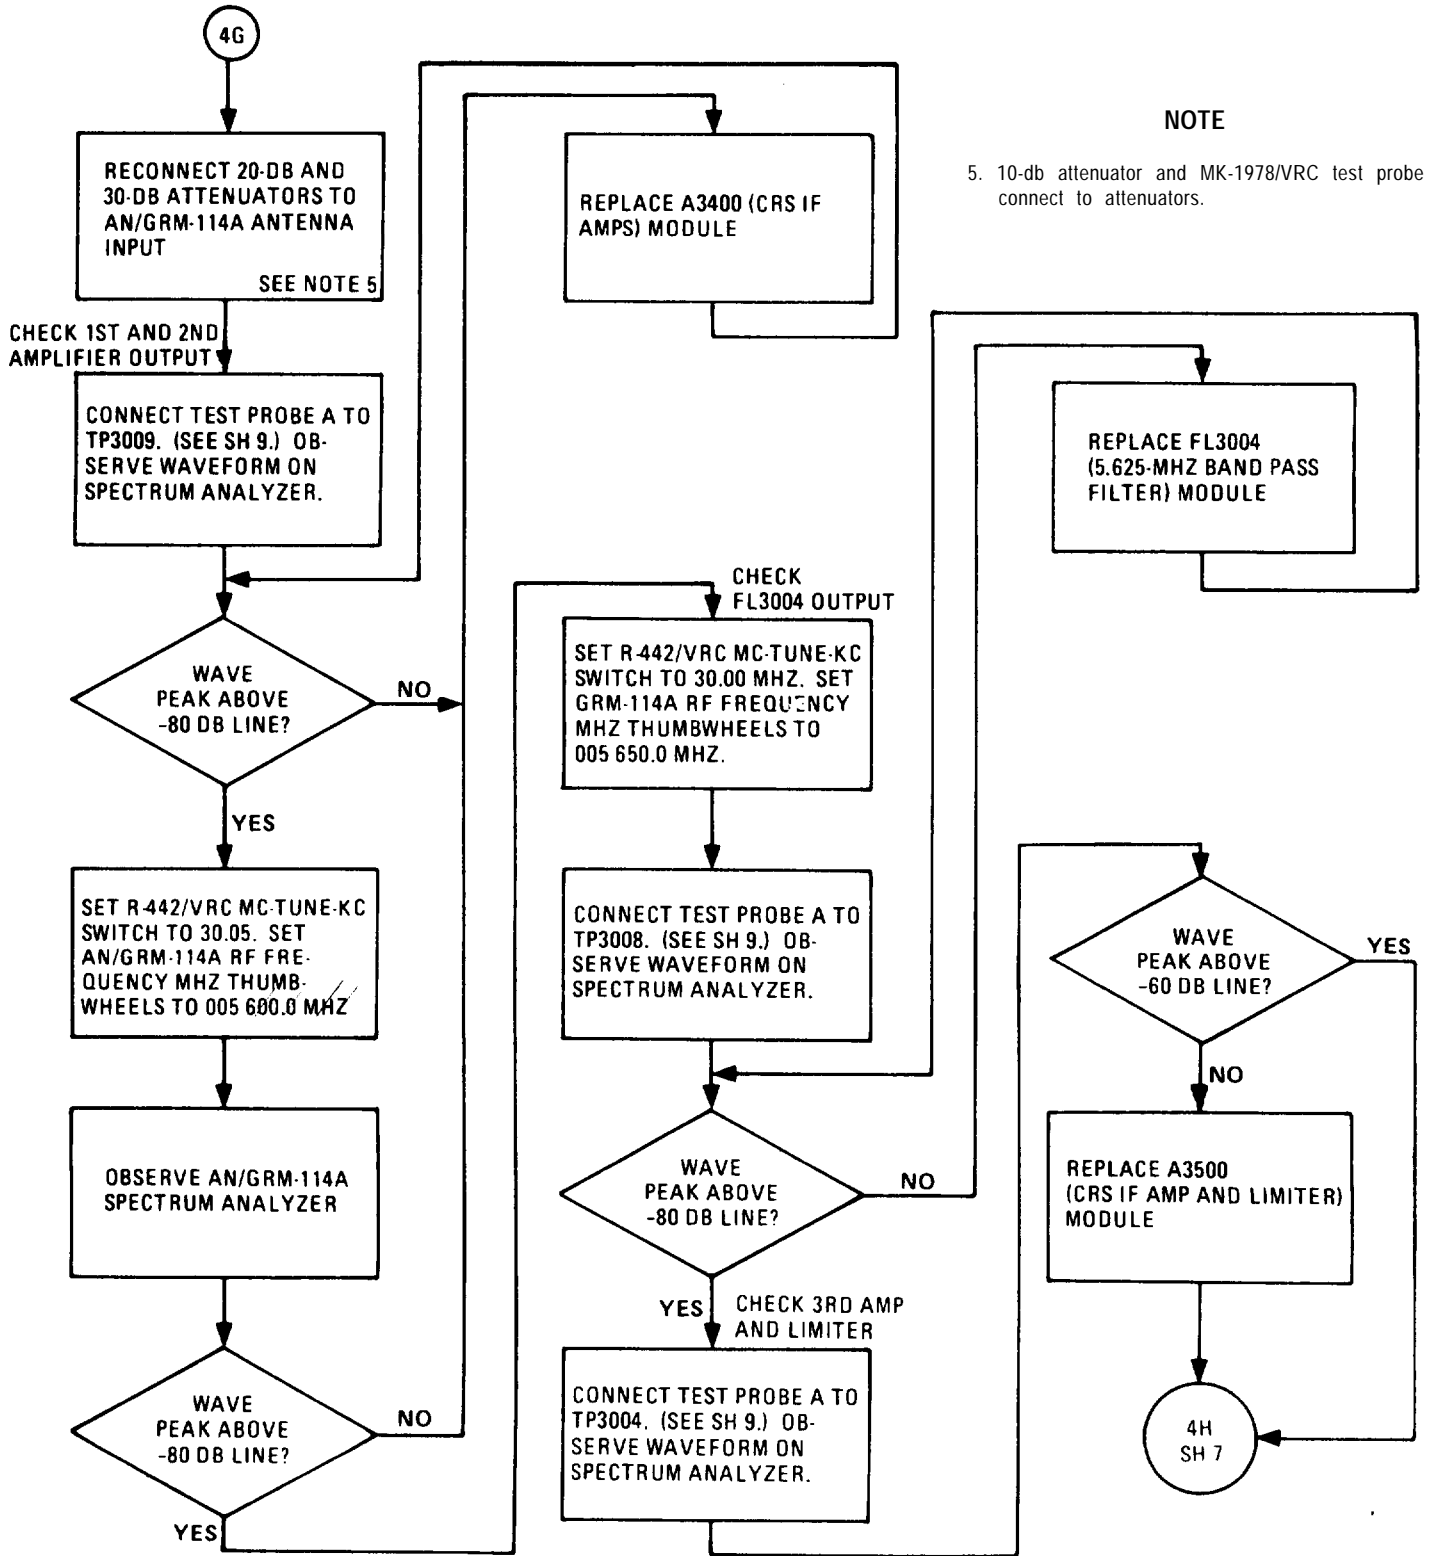 4G
RECONNECT 20-DB AND
30-DB ATTENUATORS TO
AN/GRM-114A ANTENNA
INPUT
SEE NOTE 5
CHECK 1ST AND 2ND
AMPLIFIER OUTPUT
CONNECT TEST PROBE A TO
TP3009. (SEE SH 9.) OB-
SERVE WAVEFORM ON
SPECTRUM ANALYZER.
WAVE
PEAK ABOVE
-80 DB LINE?
NO
YES
SET R-442/VRC MC-TUNE-KC
SWITCH TO 30.05. SET
AN/GRM-114A RF FRE-
QUENCY MHZ THUMB-
WHEELS TO 005 600.0 MHZ
OBSERVE AN/GRM-114A
SPECTRUM ANALYZER
WAVE
PEAK ABOVE
-80 DB LINE?
NO
YES
REPLACE A3400 (CRS IF
AMPS) MODULE
CHECK
FL3004 OUTPUT
SET R-442/VRC MC-TUNE-KC
SWITCH TO 30.00 MHZ. SET
GRM-114A RF FREQUENCY
MHZ THUMBWHEELS TO
005 650.0 MHZ.
CONNECT TEST PROBE A TO
TP3008. (SEE SH 9.) OB-
SERVE WAVEFORM ON
SPECTRUM ANALYZER.
WAVE
PEAK ABOVE
-80 DB LINE?
NO
YES
CHECK 3RD AMP
AND LIMITER
CONNECT TEST PROBE A TO
TP3004. (SEE SH 9.) OB-
SERVE WAVEFORM ON
SPECTRUM ANALYZER.
NOTE
5. 10-db attenuator and MK-1978/VRC test probe
connect to attenuators.
REPLACE FL3004
(5.625-MHZ BAND PASS
FILTER) MODULE
WAVE
PEAK ABOVE
-60 DB LINE?
YES
NO
REPLACE A3500
(CRS IF AMP AND LIMITER)
MODULE
4H
SH 7